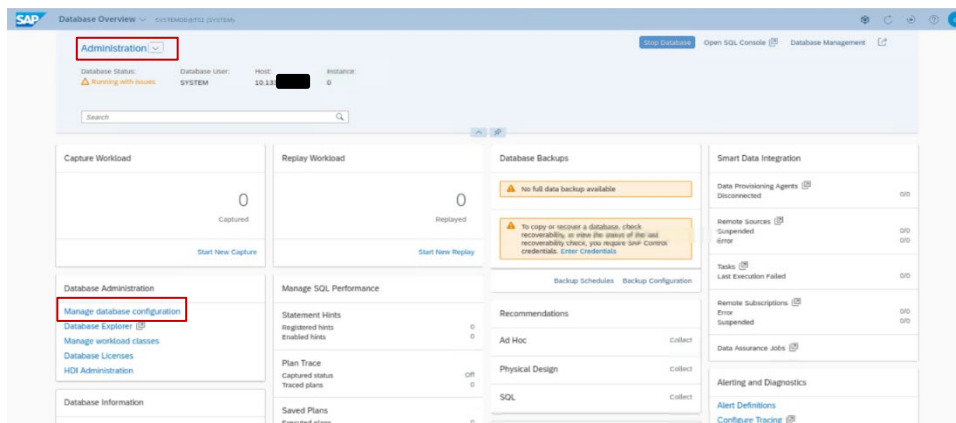 SAP Database Overview SYSTEMDB@BTS1 (SYSTEM)
Administration
Stop Database Open SQL Console Database Management
Database Status: Database User: Host: Instance:
Running with issues SYSTEM 10.13 0
Search
Capture Workload
0
Captured
Start New Capture
Replay Workload
0
Replayed
Start New Replay
Database Backups
No full data backup available
To copy or recover a database, check
recoverability, or view the status of the last
recoverability check, you require SAP Control
credentials. Enter Credentials
Backup Schedules Backup Configuration
Smart Data Integration
Data Provisioning Agents
Disconnected 0/0
Remote Sources
Suspended 0/0
Error 0/0
Tasks
Last Execution Failed 0/0
Remote Subscriptions
Error 0/0
Suspended 0/0
Data Assurance Jobs
Database Administration
Manage database configuration
Database Explorer
Manage workload classes
Database Licenses
HDI Administration
Manage SQL Performance
Statement Hints
Registered hints 0
Enabled hints 0
Plan Trace
Captured status Off
Traced plans 0
Saved Plans
Executed plans 0
Recommendations
Ad Hoc Collect
Physical Design Collect
SQL Collect
Alerting and Diagnostics
Alert Definitions
Configure Tracing
Database Information